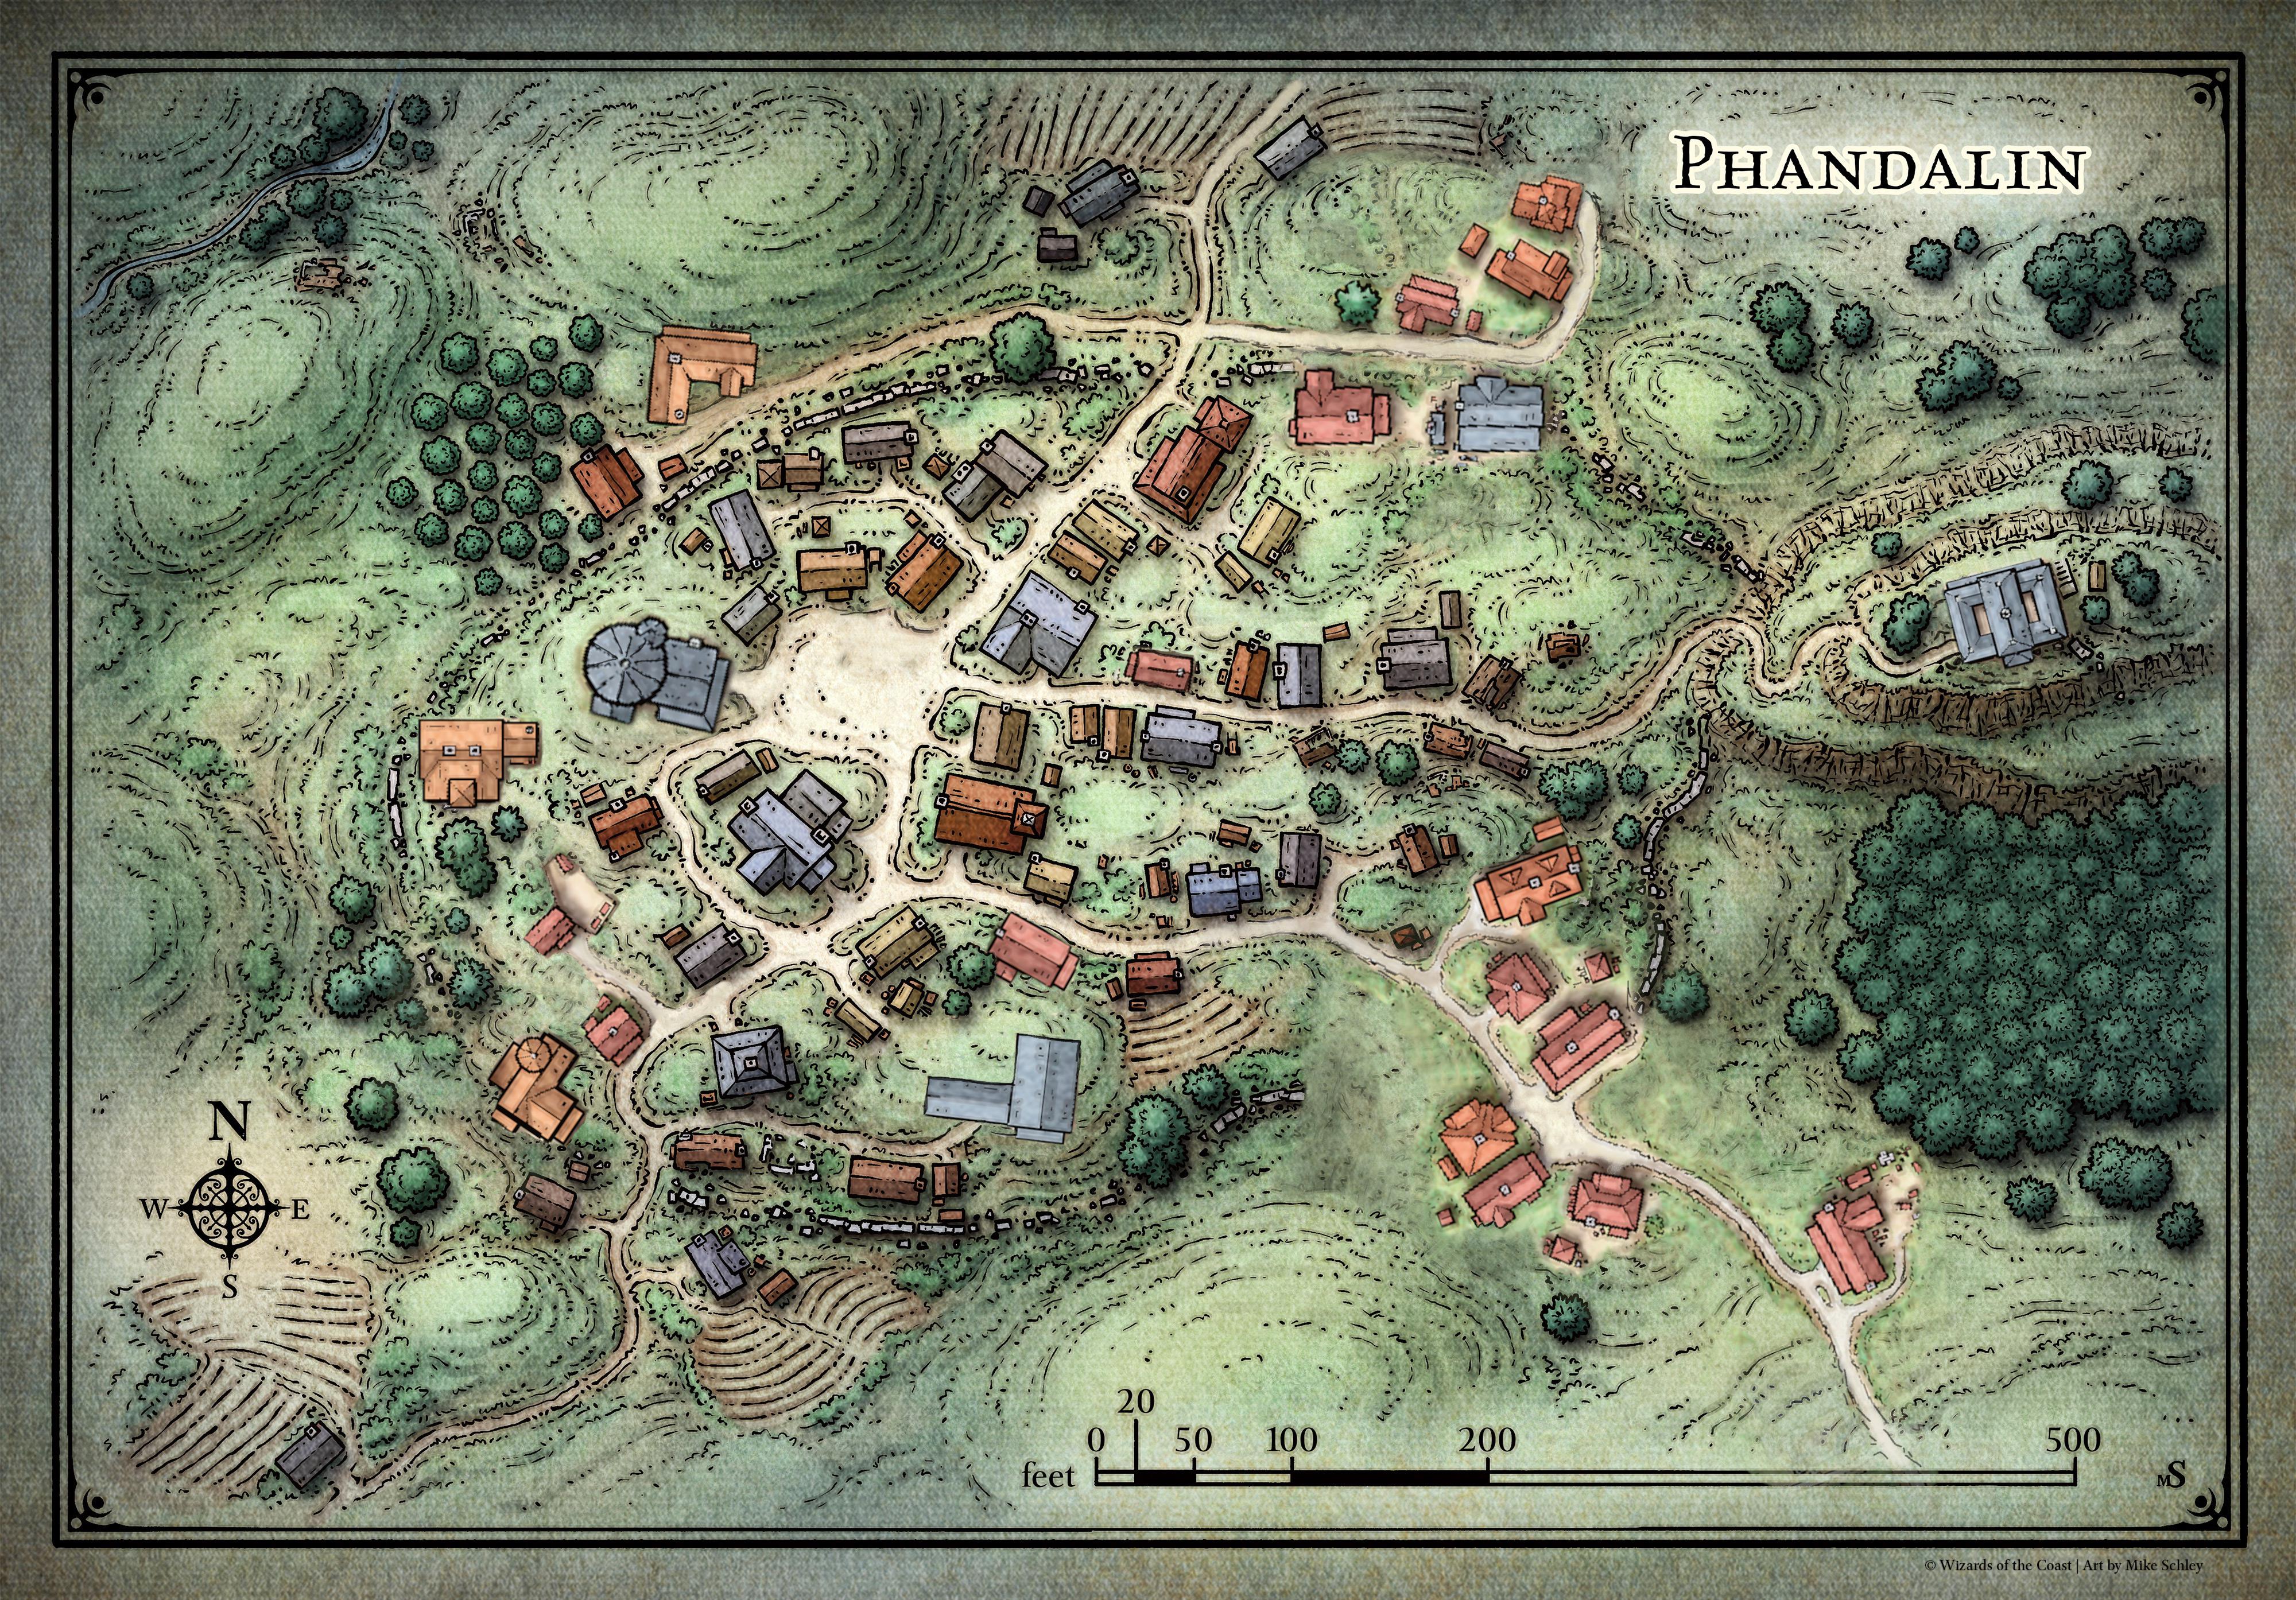 PHANDALIN
N
W E
S
20
0 50 100 200 500
feet
MS
© Wizards of the Coast | Art by Mike Schley